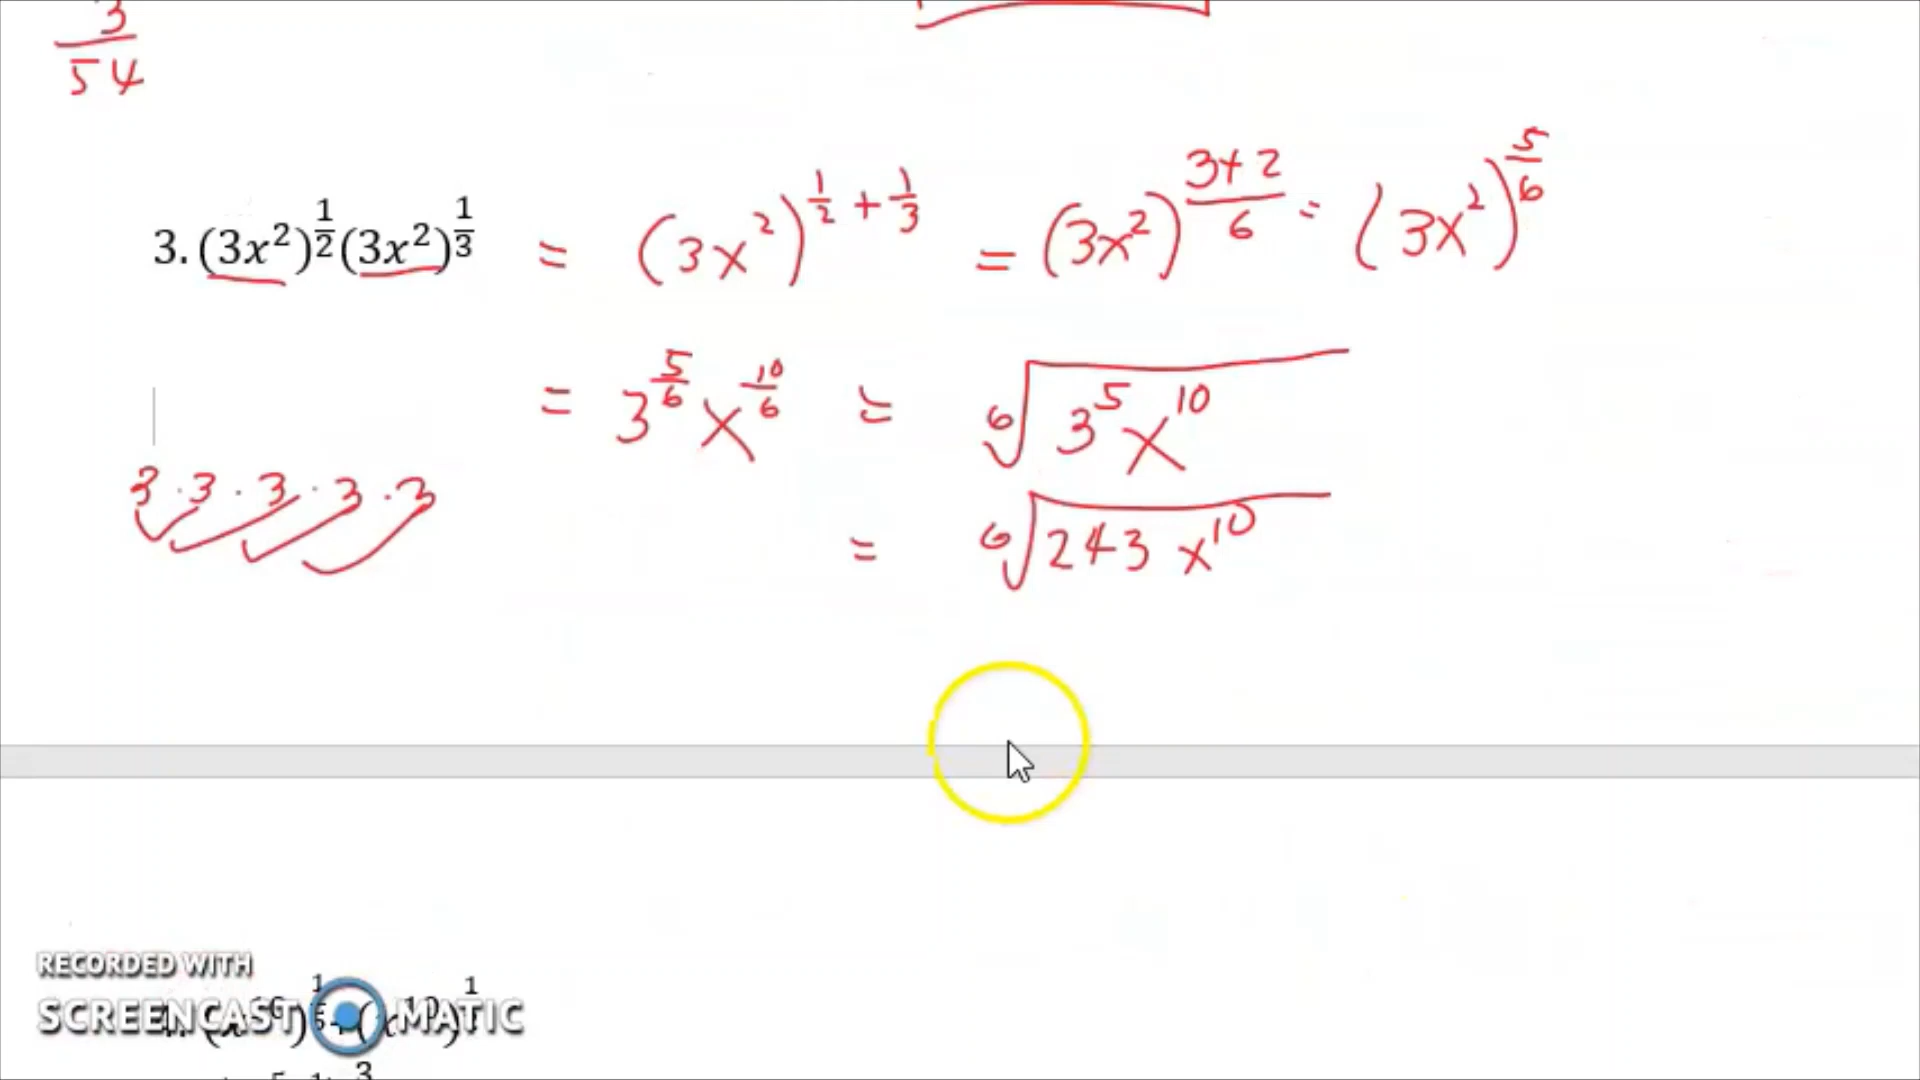 3/54
3. (3x²)^(1/2)(3x²)^(1/3) = (3x²)^(1/2 + 1/3) = (3x²)^((3+2)/6) = (3x²)^(5/6)
= 3^(5/6) x^(10/6) = ⁶√(3⁵x¹⁰)
3 · 3 · 3 · 3 · 3
= ⁶√(243 x¹⁰)
RECORDED WITH
SCREENCAST MATIC